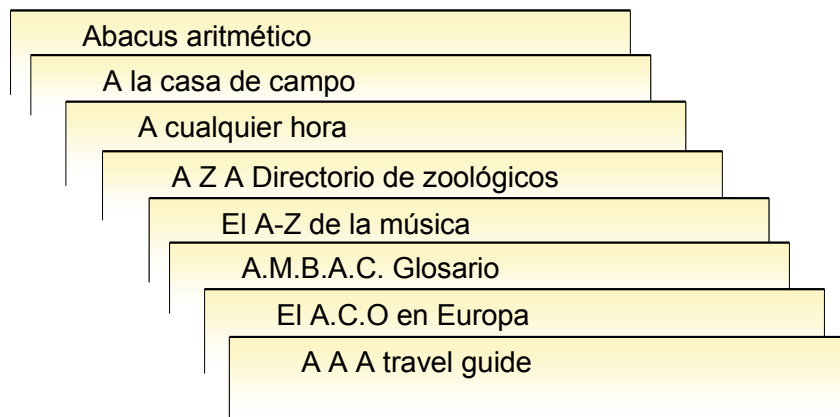 Abacus aritmético
A la casa de campo
A cualquier hora
A Z A Directorio de zoológicos
El A-Z de la música
A.M.B.A.C. Glosario
El A.C.O en Europa
A A A travel guide